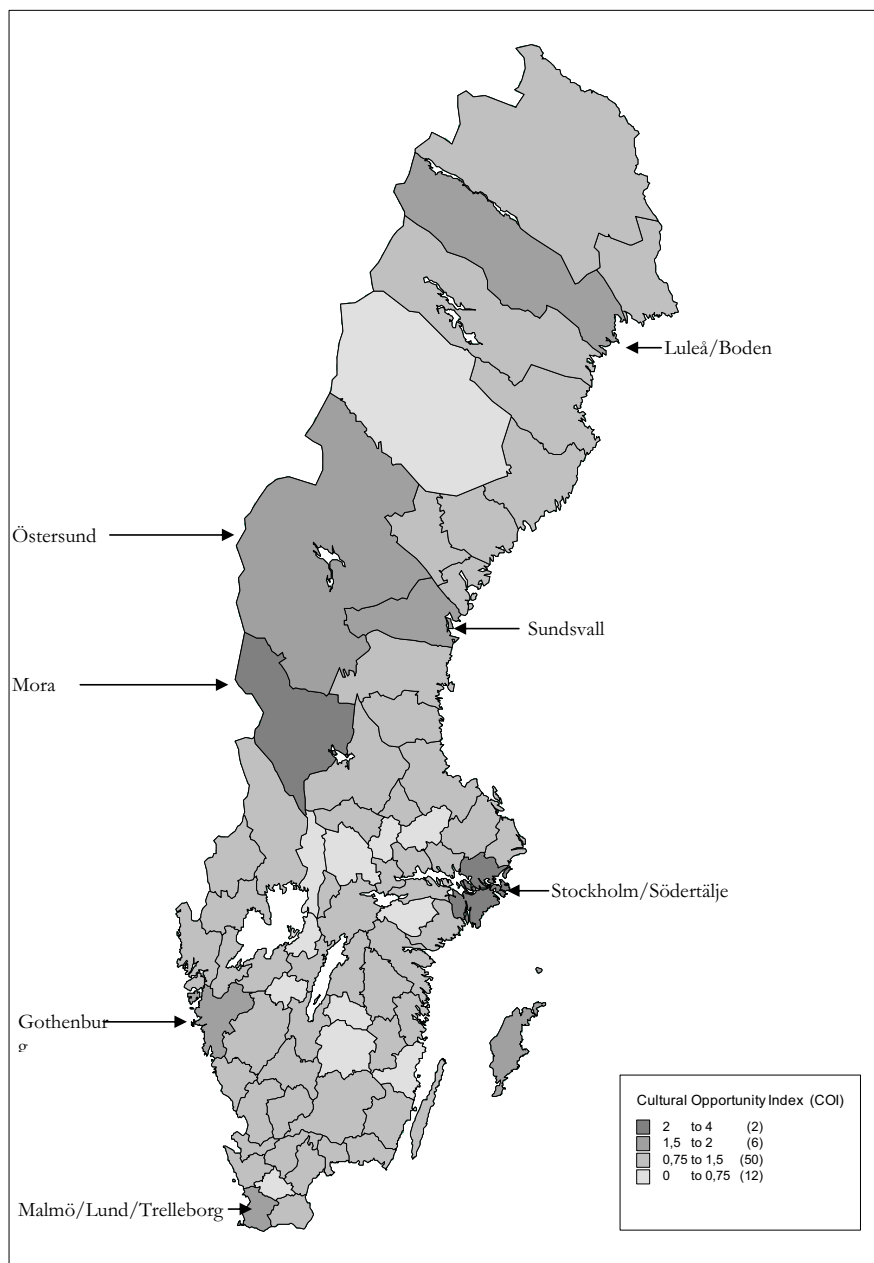 Luleå/Boden
Östersund
Sundsvall
Mora
Stockholm/Södertälje
Gothenbur
g
Malmö/Lund/Trelleborg
Cultural Opportunity Index (COI)
2 to 4 (2)
1,5 to 2 (6)
0,75 to 1,5 (50)
0 to 0,75 (12)